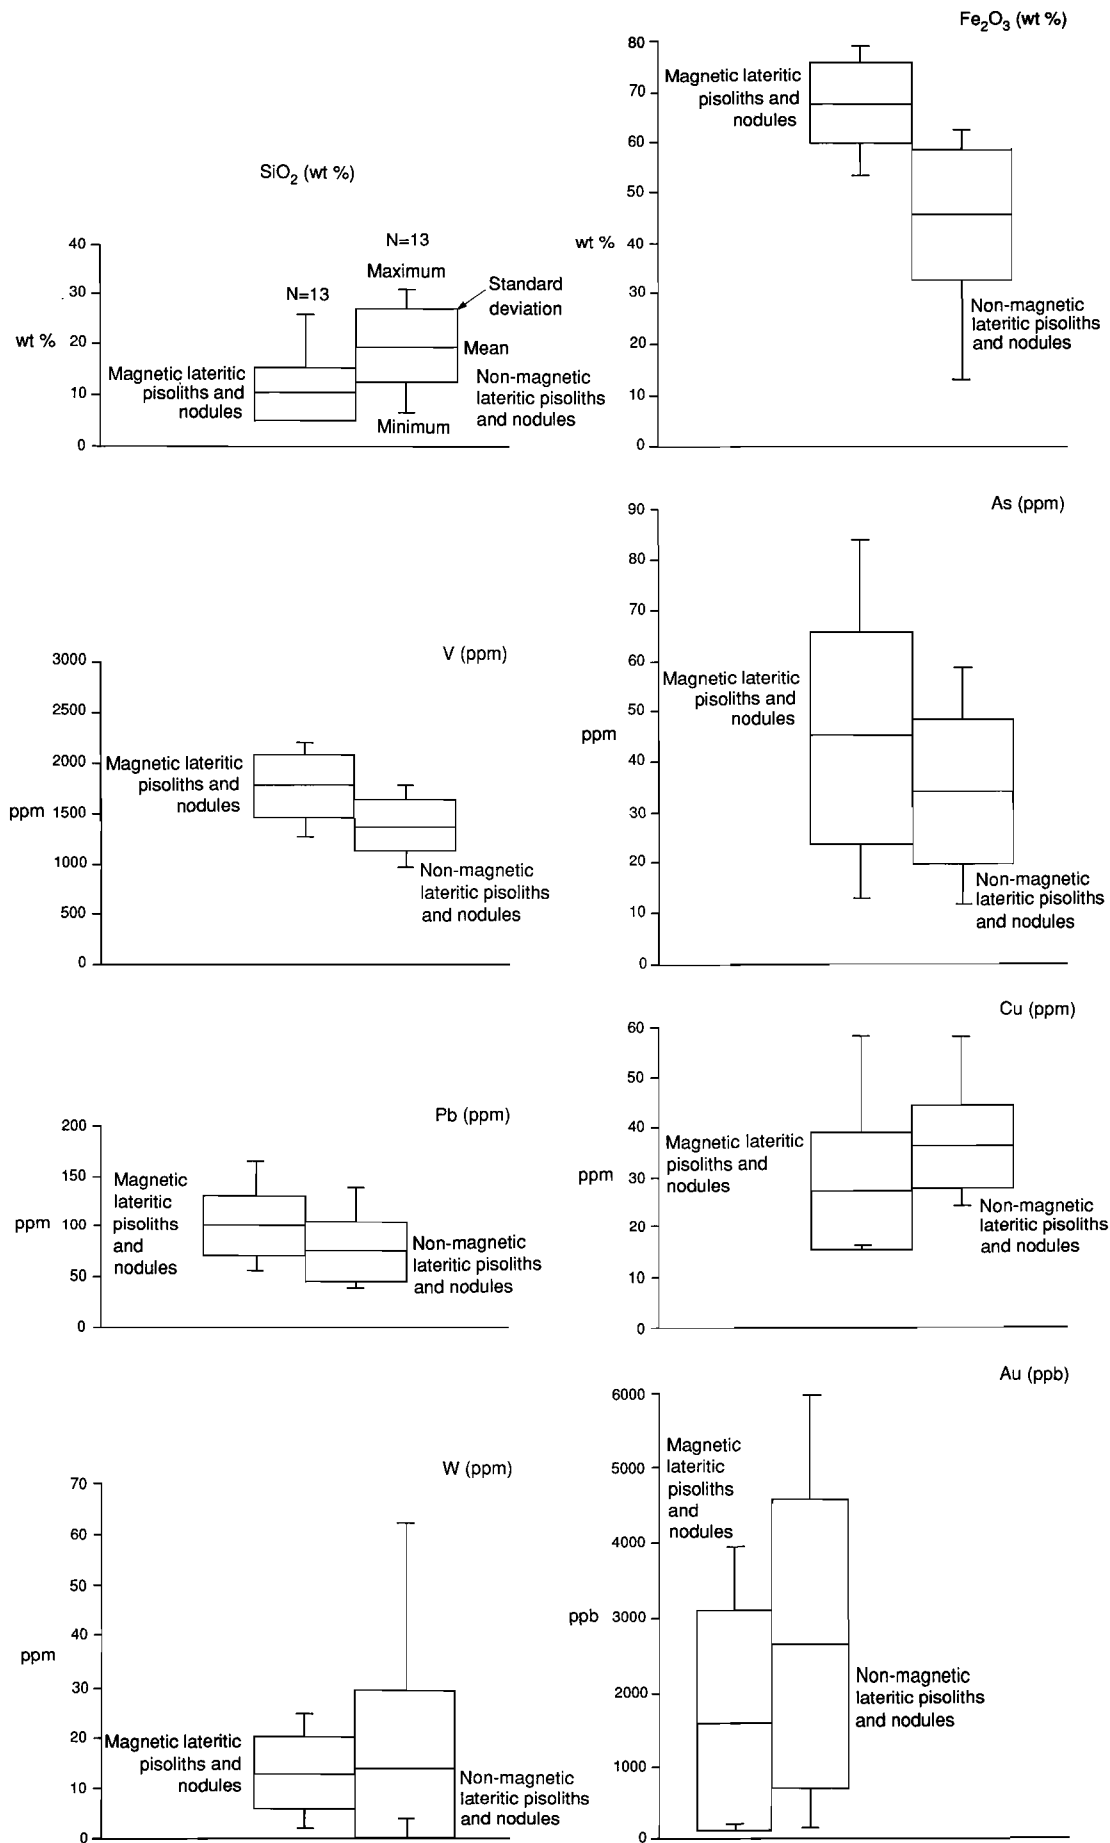 SiO2 (wt %)
40
30
20
10
0
wt %
N=13
N=13
Maximum
Standard
deviation
Mean
Minimum
Magnetic lateritic
pisoliths and
nodules
Non-magnetic
lateritic pisoliths
and nodules
Fe2O3 (wt %)
80
70
60
50
40
30
20
10
0
wt %
Magnetic lateritic
pisoliths and
nodules
Non-magnetic
lateritic pisoliths
and nodules
V (ppm)
3000
2500
2000
1500
1000
500
0
ppm
Magnetic lateritic
pisoliths and
nodules
Non-magnetic
lateritic pisoliths
and nodules
As (ppm)
90
80
70
60
50
40
30
20
10
0
ppm
Magnetic lateritic
pisoliths and
nodules
Non-magnetic
lateritic pisoliths
and nodules
Pb (ppm)
200
150
100
50
0
ppm
Magnetic
lateritic
pisoliths
and
nodules
Non-magnetic
lateritic pisoliths
and nodules
Cu (ppm)
60
50
40
30
20
10
0
ppm
Magnetic lateritic
pisoliths and
nodules
Non-magnetic
lateritic pisoliths
and nodules
W (ppm)
70
60
50
40
30
20
10
0
ppm
Magnetic lateritic
pisoliths and
nodules
Non-magnetic
lateritic pisoliths
and nodules
Au (ppb)
6000
5000
4000
3000
2000
1000
0
ppb
Magnetic
lateritic
pisoliths
and
nodules
Non-magnetic
lateritic pisoliths
and nodules